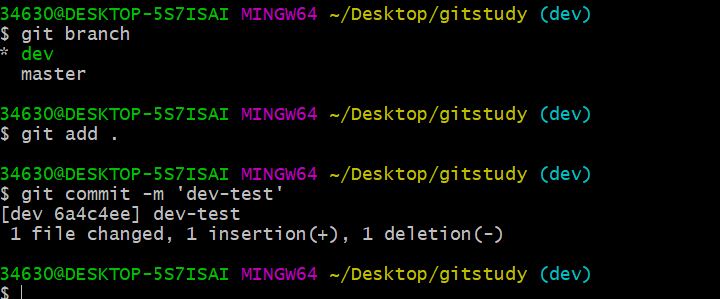 34630@DESKTOP-5S7ISAI MINGW64 ~/Desktop/gitstudy (dev)
$ git branch
* dev
  master
34630@DESKTOP-5S7ISAI MINGW64 ~/Desktop/gitstudy (dev)
$ git add .
34630@DESKTOP-5S7ISAI MINGW64 ~/Desktop/gitstudy (dev)
$ git commit -m 'dev-test'
[dev 6a4c4ee] dev-test
 1 file changed, 1 insertion(+), 1 deletion(-)
34630@DESKTOP-5S7ISAI MINGW64 ~/Desktop/gitstudy (dev)
$